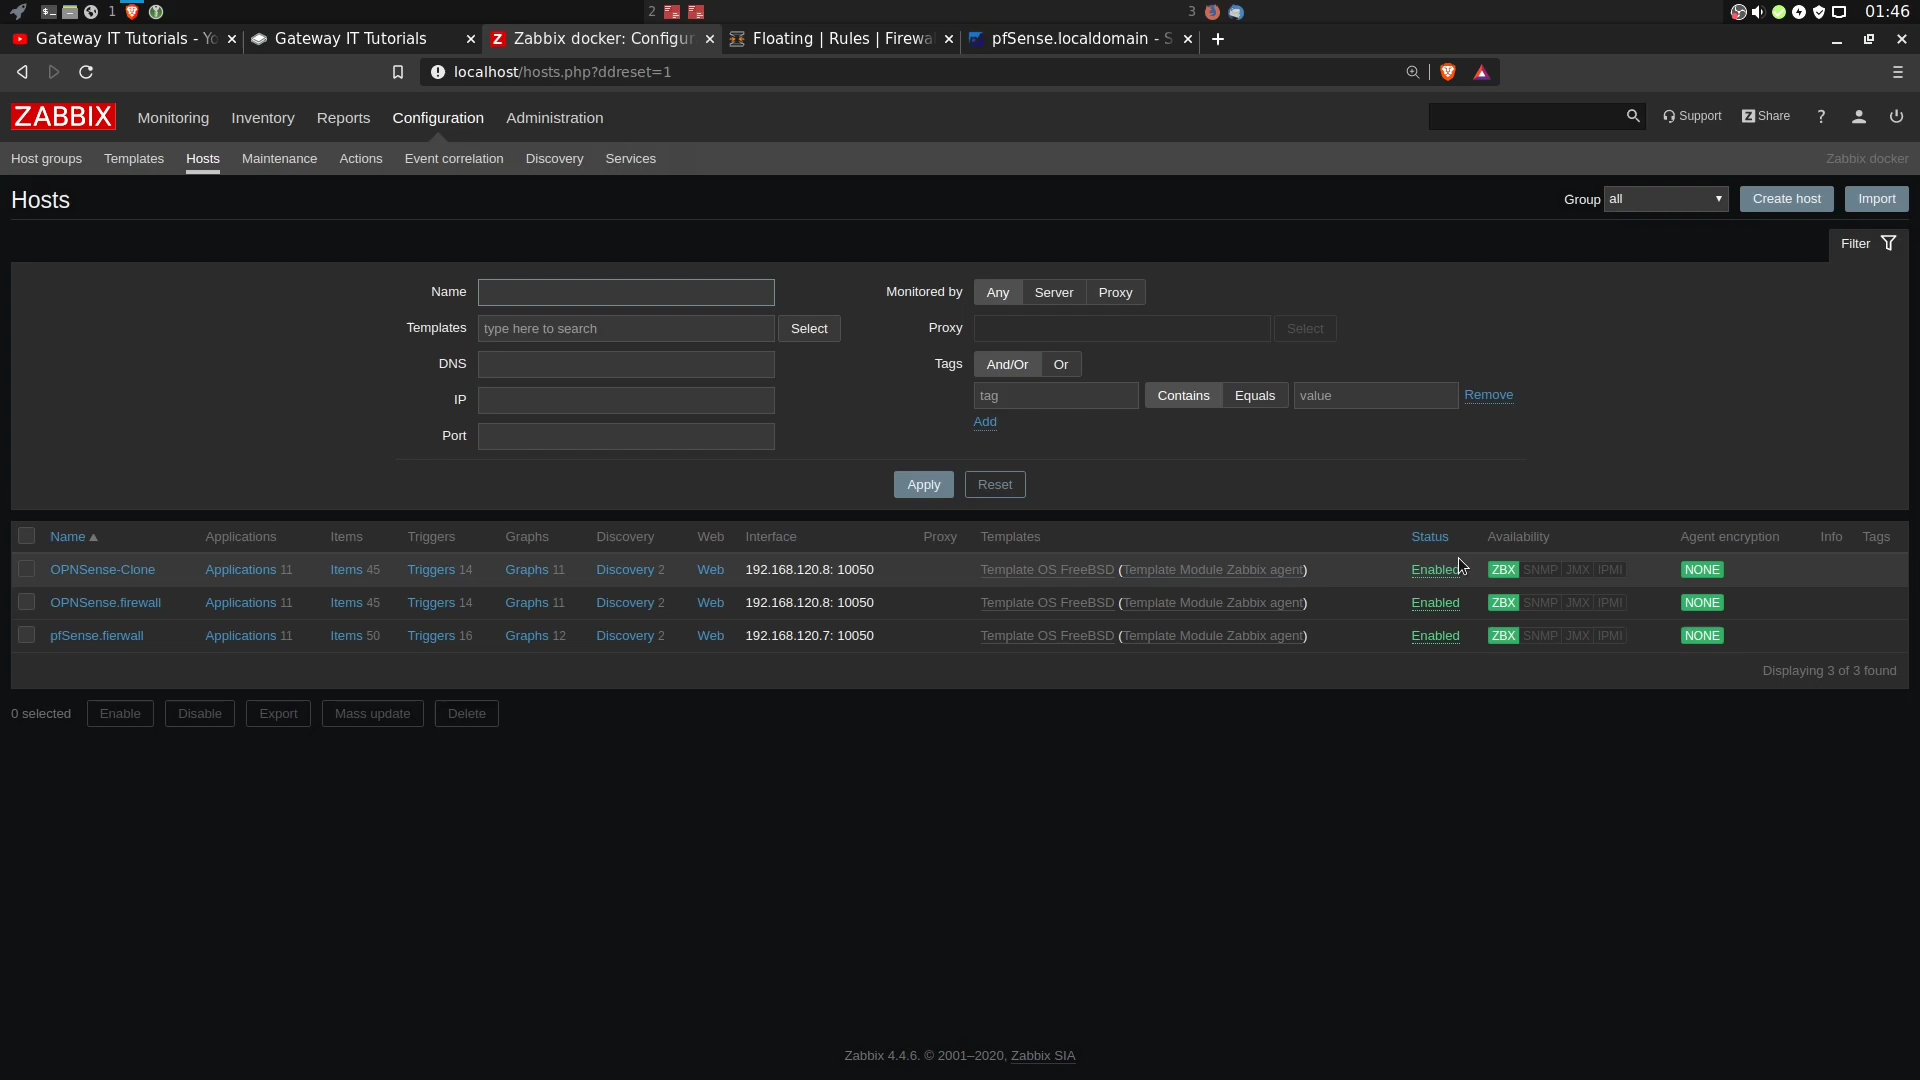 1 2 3 01:46
Gateway IT Tutorials - Yo Gateway IT Tutorials Zabbix docker: Configur Floating | Rules | Firewa pfSense.localdomain - S
localhost/hosts.php?ddreset=1
ZABBIX Monitoring Inventory Reports Configuration Administration Support Z Share ?
Host groups Templates Hosts Maintenance Actions Event correlation Discovery Services Zabbix docker
Hosts Group all Create host Import
Filter
Name Monitored by Any Server Proxy
Templates type here to search Select Proxy Select
DNS Tags And/Or Or
tag Contains Equals value Remove
IP
Add
Port
Apply Reset
Name Applications Items Triggers Graphs Discovery Web Interface Proxy Templates Status Availability Agent encryption Info Tags
OPNSense-Clone Applications 11 Items 45 Triggers 14 Graphs 11 Discovery 2 Web 192.168.120.8: 10050 Template OS FreeBSD (Template Module Zabbix agent) Enabled ZBX SNMP JMX IPMI NONE
OPNSense.firewall Applications 11 Items 45 Triggers 14 Graphs 11 Discovery 2 Web 192.168.120.8: 10050 Template OS FreeBSD (Template Module Zabbix agent) Enabled ZBX SNMP JMX IPMI NONE
pfSense.fierwall Applications 11 Items 50 Triggers 16 Graphs 12 Discovery 2 Web 192.168.120.7: 10050 Template OS FreeBSD (Template Module Zabbix agent) Enabled ZBX SNMP JMX IPMI NONE
Displaying 3 of 3 found
0 selected Enable Disable Export Mass update Delete
Zabbix 4.4.6. © 2001–2020, Zabbix SIA